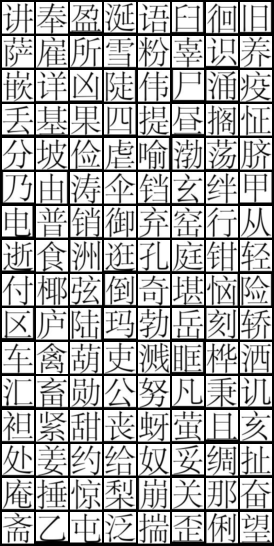 讲奉盈涎语臼徊旧
萨雇所雪粉辜识养
嵌详凶陡伟尸涌疫
丢基果四提昼搁怔
分坡俭虐喻渤荡脐
乃由涛伞铛玄绊甲
电普销御弃窑行从
逝食洲逛孔庭钳轻
付椰弦倒奇堪恼险
区庐陆玛勃岳刻轿
车禽葫吏溅眶桦洒
汇畜勋公努凡秉讥
袒紧甜丧蚜萤旦亥
处姜约给奴妥绸扯
庵捶惊梨崩关那奋
斋乙屯泛揣歪俐望